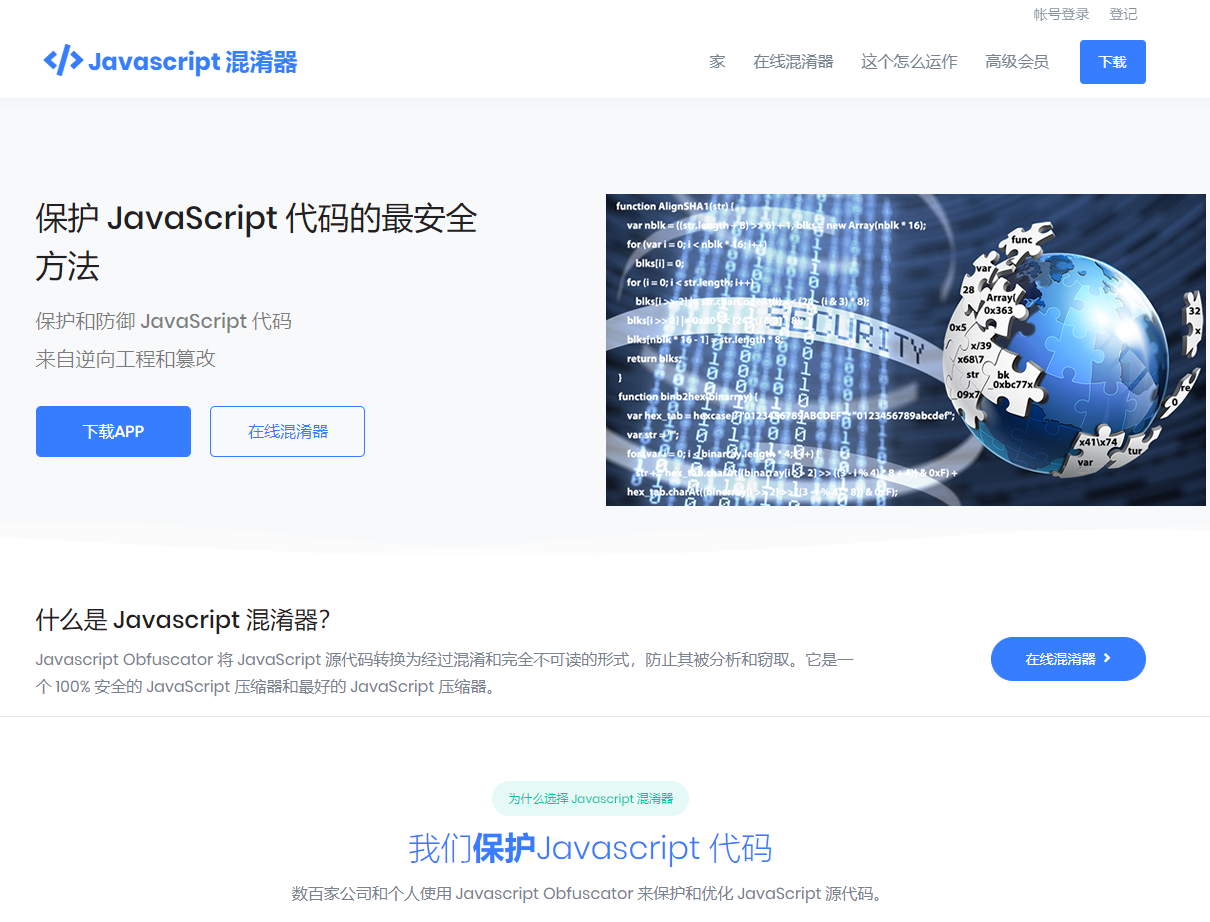 帐号登录 登记
</> Javascript 混淆器
家 在线混淆器 这个怎么运作 高级会员 下载
保护 JavaScript 代码的最安全
方法
保护和防御 JavaScript 代码
来自逆向工程和篡改
下载APP 在线混淆器
function AlignSHA1(str) {
var nblk = ((str.length + 8) >> 6) + 1, blks = new Array(nblk * 16);
for (var i = 0; i < nblk * 16; i++)
blks[i] = 0;
for (i = 0; i < str.length; i++)
blks[i >> 2] |= str.charCodeAt(i) << (24 - (i & 3) * 8);
blks[i >> 2] |= 0x80 <<
blks[nblk * 16 - 1] = str.length * 8;
return blks;
}
function binb2hex(binarray) {
var hex_tab = hexcase ? "0123456789ABCDEF" : "0123456789abcdef";
var str = "";
for (var i = 0; i < binarray.length * 4; i++) {
str += hex_tab.charAt((binarray[i >> 2] >> ((3 - i % 4) * 8 + 4)) & 0xF) +
hex_tab.charAt((binarray[i >> 2] >> ((3 - i % 4) * 8)) & 0xF);
SECURITY
func
var
28
Array(
0x363
0x5
x/39
x68\7
str
bk
_0xbc77x
_09x7
32
x
re
0
x41\x74
var
tur
什么是 Javascript 混淆器？
Javascript Obfuscator 将 JavaScript 源代码转换为经过混淆和完全不可读的形式，防止其被分析和窃取。它是一
个 100% 安全的 JavaScript 压缩器和最好的 JavaScript 压缩器。
在线混淆器
为什么选择 Javascript 混淆器
我们保护Javascript 代码
数百家公司和个人使用 Javascript Obfuscator 来保护和优化 JavaScript 源代码。